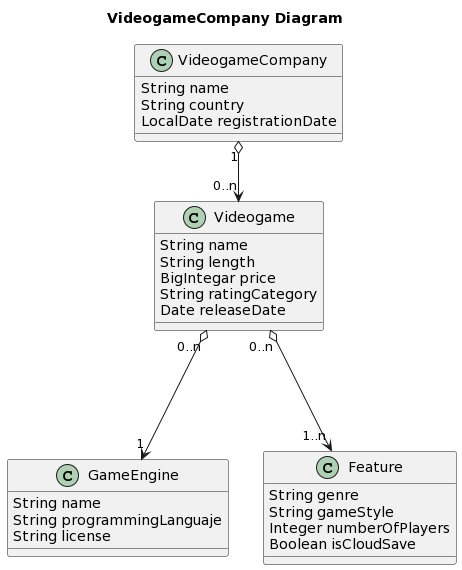 VideogameCompany Diagram
C VideogameCompany
String name
String country
LocalDate registrationDate
1
0..n
C Videogame
String name
String length
BigIntegar price
String ratingCategory
Date releaseDate
0..n
0..n
1
1..n
C GameEngine
String name
String programmingLanguaje
String license
C Feature
String genre
String gameStyle
Integer numberOfPlayers
Boolean isCloudSave